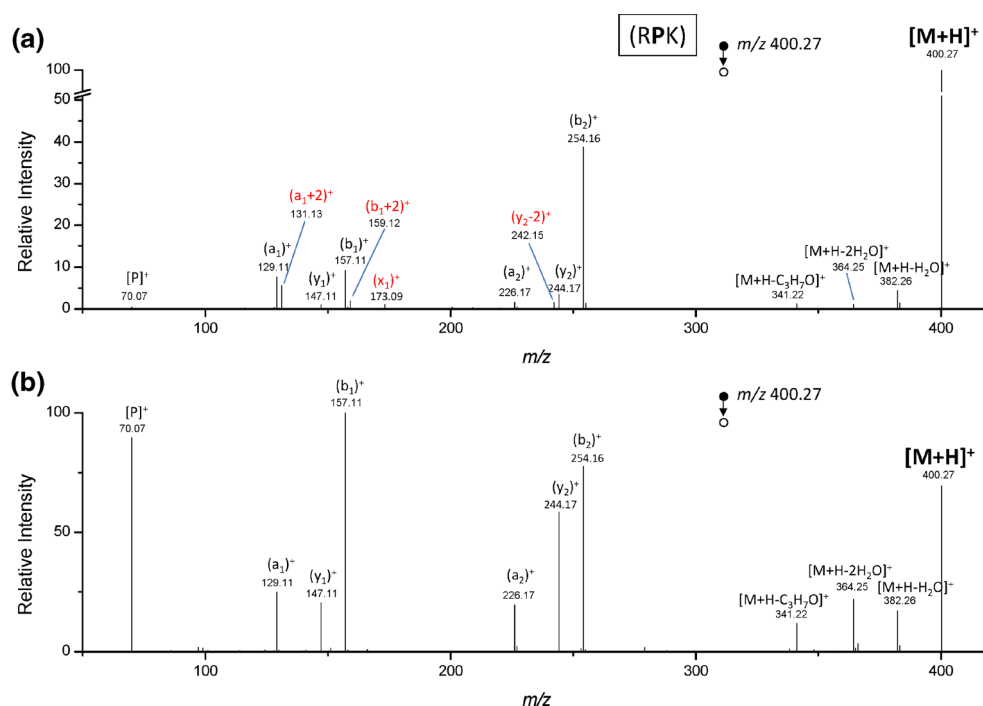 (a)
(RPK)
m/z 400.27
[M+H]⁺
400.27
100
50
40
30
20
10
0
Relative Intensity
[P]⁺
70.07
(a₁)⁺
129.11
(a₁+2)⁺
131.13
(y₁)⁺
147.11
(b₁)⁺
157.11
(b₁+2)⁺
159.12
(x₁)⁺
173.09
(a₂)⁺
226.17
(y₂-2)⁺
242.15
(y₂)⁺
244.17
(b₂)⁺
254.16
[M+H-C₃H₇O]⁺
341.22
[M+H-2H₂O]⁺
364.25
[M+H-H₂O]⁺
382.26
100
200
300
400
m/z
(b)
m/z 400.27
[M+H]⁺
400.27
100
50
0
Relative Intensity
[P]⁺
70.07
(a₁)⁺
129.11
(y₁)⁺
147.11
(b₁)⁺
157.11
(a₂)⁺
226.17
(y₂)⁺
244.17
(b₂)⁺
254.16
[M+H-C₃H₇O]⁺
341.22
[M+H-2H₂O]⁺
364.25
[M+H-H₂O]⁺
382.26
100
200
300
400
m/z